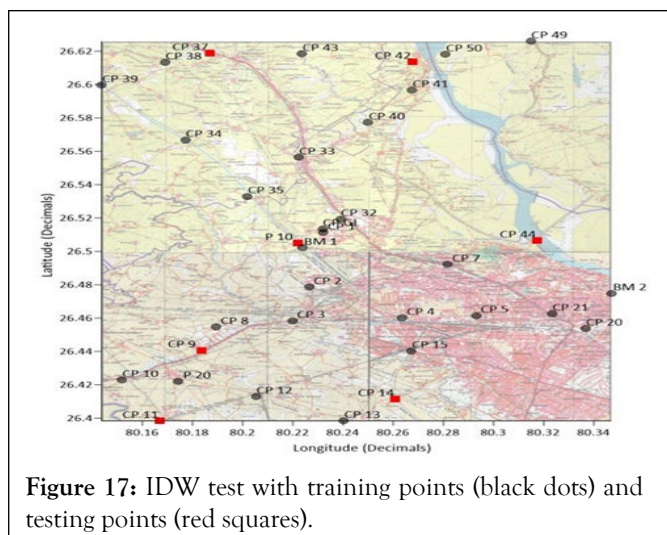 CP 49
26.62
CP 37
CP 43
CP 42
CP 50
CP 38
26.6
CP 39
CP 41
26.58
CP 40
CP 34
26.56
CP 33
26.54
CP 35
26.52
CP 32
P 10
BM 1
CP 44
26.5
CP 7
26.48
CP 2
BM 2
CP 8
CP 3
CP 4
CP 5
CP 21
26.46
CP 20
CP 9
CP 15
26.44
CP 10
P 20
CP 12
CP 14
26.42
CP 11
CP 13
26.4
80.16 80.18 80.2 80.22 80.24 80.26 80.28 80.3 80.32 80.34
Latitude (Decimals)
Longitude (Decimals)
Figure 17: IDW test with training points (black dots) and
testing points (red squares).